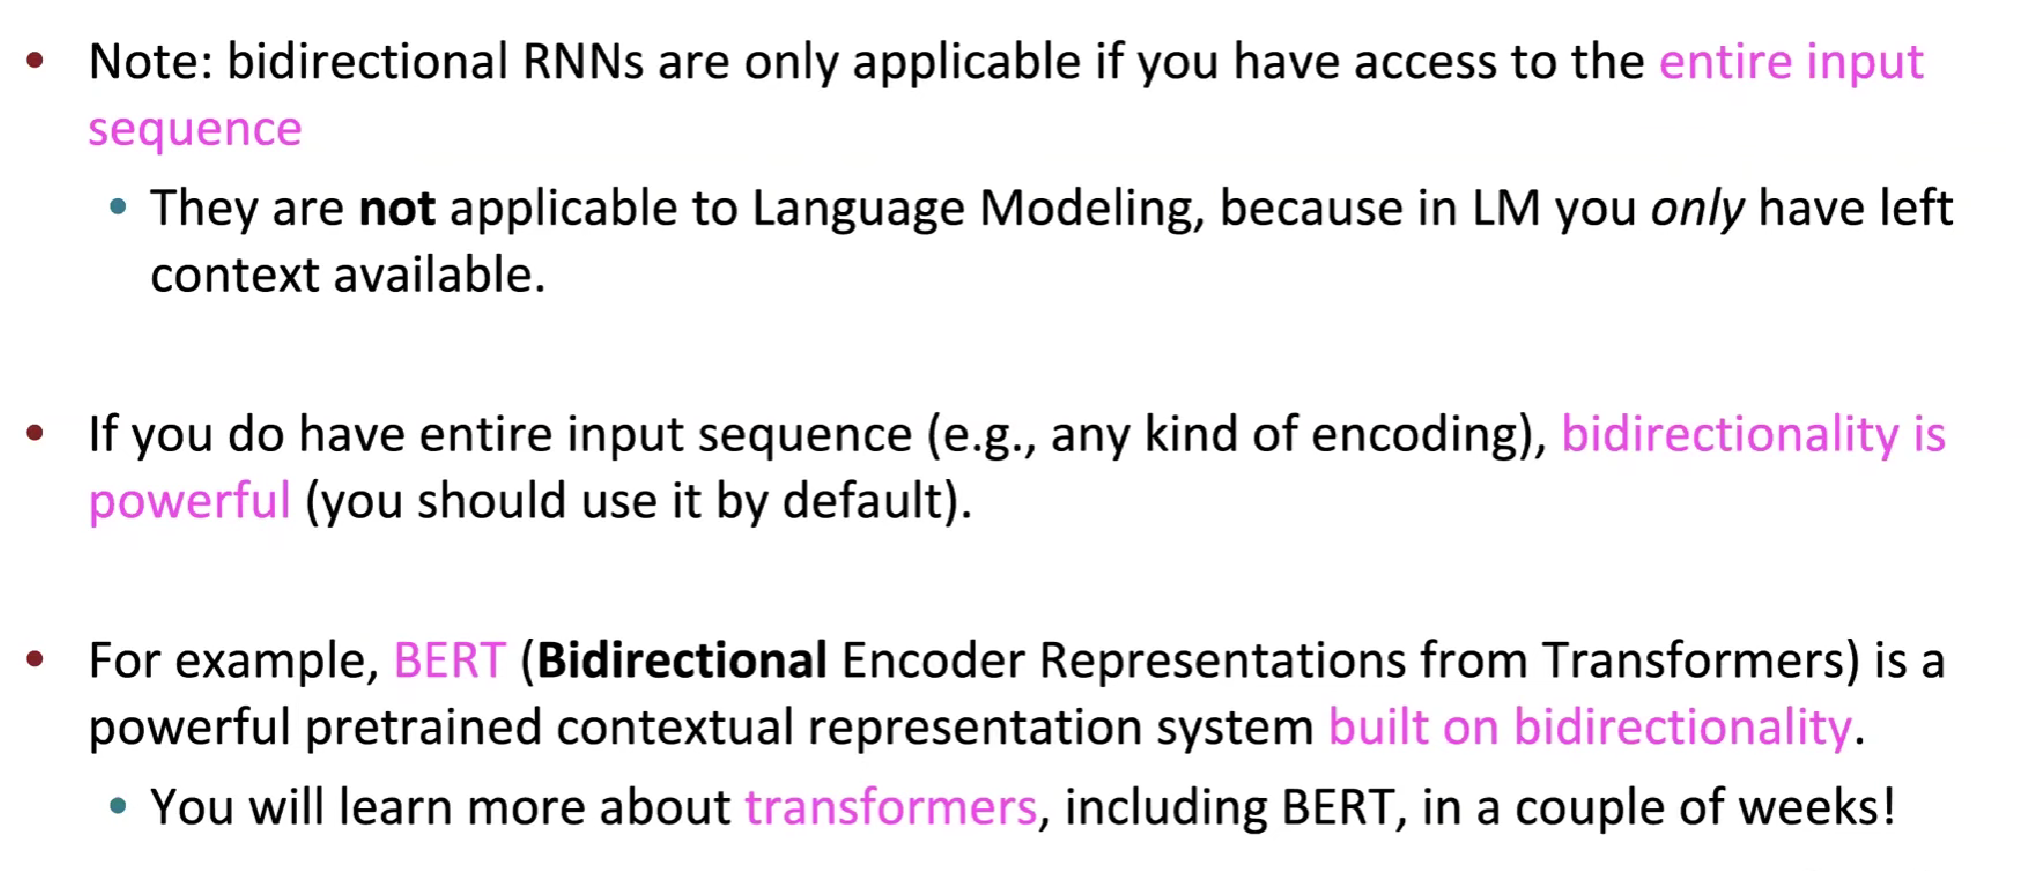 • Note: bidirectional RNNs are only applicable if you have access to the entire input
sequence
• They are not applicable to Language Modeling, because in LM you only have left
context available.
• If you do have entire input sequence (e.g., any kind of encoding), bidirectionality is
powerful (you should use it by default).
• For example, BERT (Bidirectional Encoder Representations from Transformers) is a
powerful pretrained contextual representation system built on bidirectionality.
• You will learn more about transformers, including BERT, in a couple of weeks!